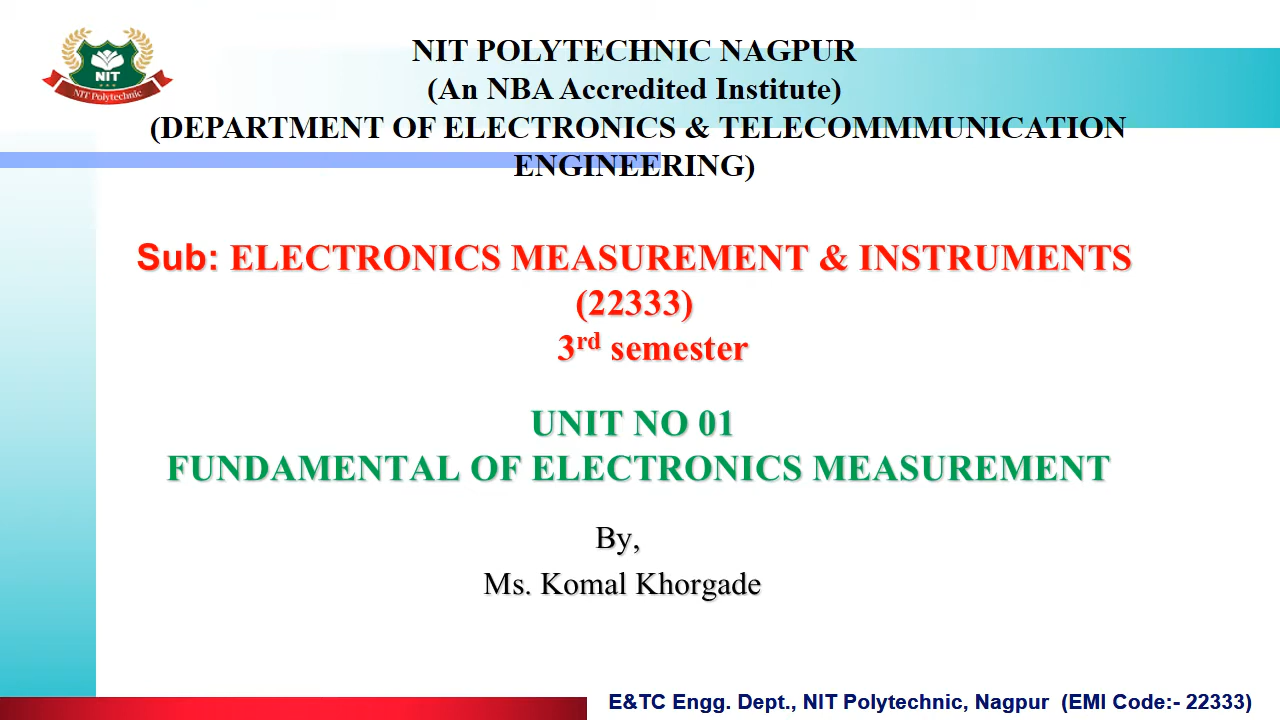 NIT POLYTECHNIC NAGPUR
(An NBA Accredited Institute)
(DEPARTMENT OF ELECTRONICS & TELECOMMMUNICATION
ENGINEERING)
NIT
NIT Polytechnic
Sub: ELECTRONICS MEASUREMENT & INSTRUMENTS
(22333)
3rd semester
UNIT NO 01
FUNDAMENTAL OF ELECTRONICS MEASUREMENT
By,
Ms. Komal Khorgade
E&TC Engg. Dept., NIT Polytechnic, Nagpur (EMI Code:- 22333)